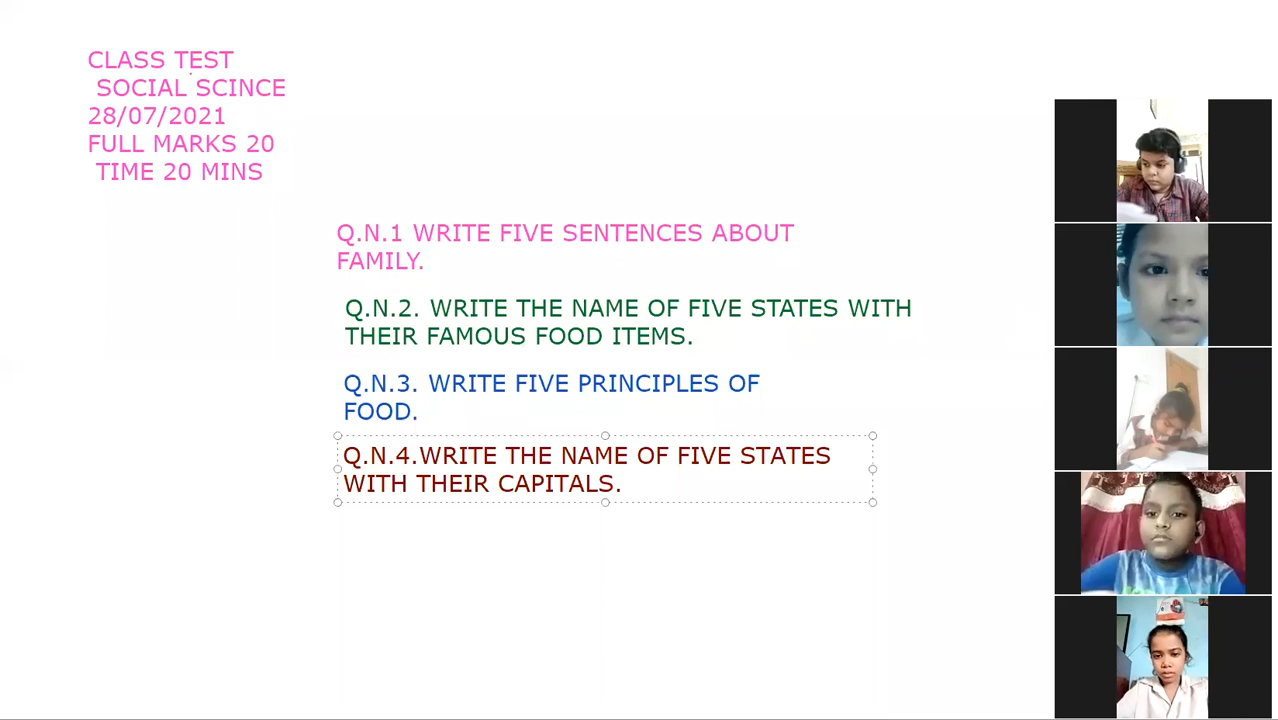 CLASS TEST
SOCIAL SCINCE
28/07/2021
FULL MARKS 20
TIME 20 MINS
Q.N.1 WRITE FIVE SENTENCES ABOUT
FAMILY.
Q.N.2. WRITE THE NAME OF FIVE STATES WITH
THEIR FAMOUS FOOD ITEMS.
Q.N.3. WRITE FIVE PRINCIPLES OF
FOOD.
Q.N.4.WRITE THE NAME OF FIVE STATES
WITH THEIR CAPITALS.